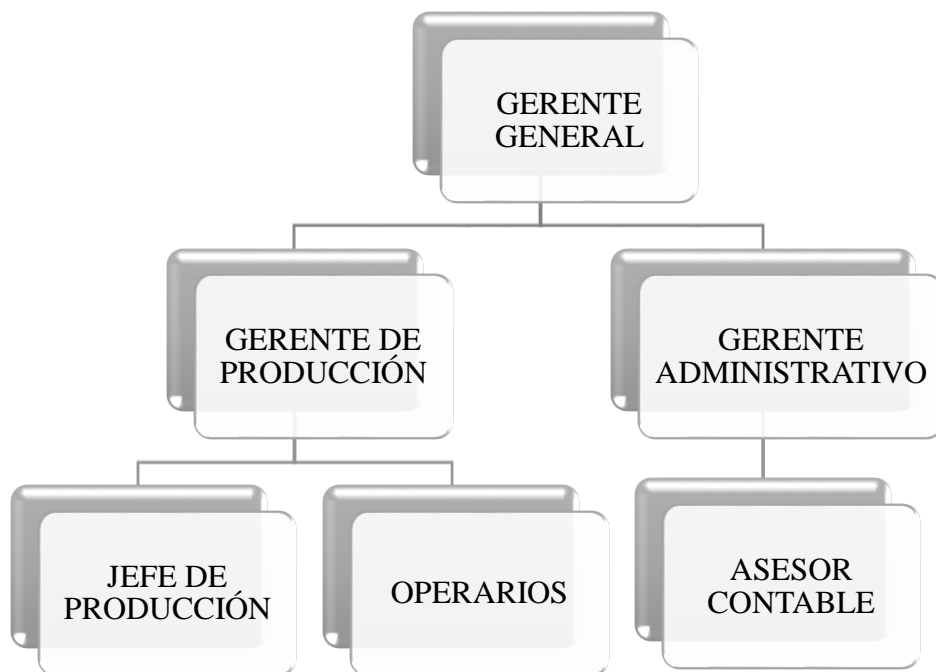 GERENTE
GENERAL
GERENTE DE
PRODUCCIÓN
GERENTE
ADMINISTRATIVO
JEFE DE
PRODUCCIÓN
OPERARIOS
ASESOR
CONTABLE